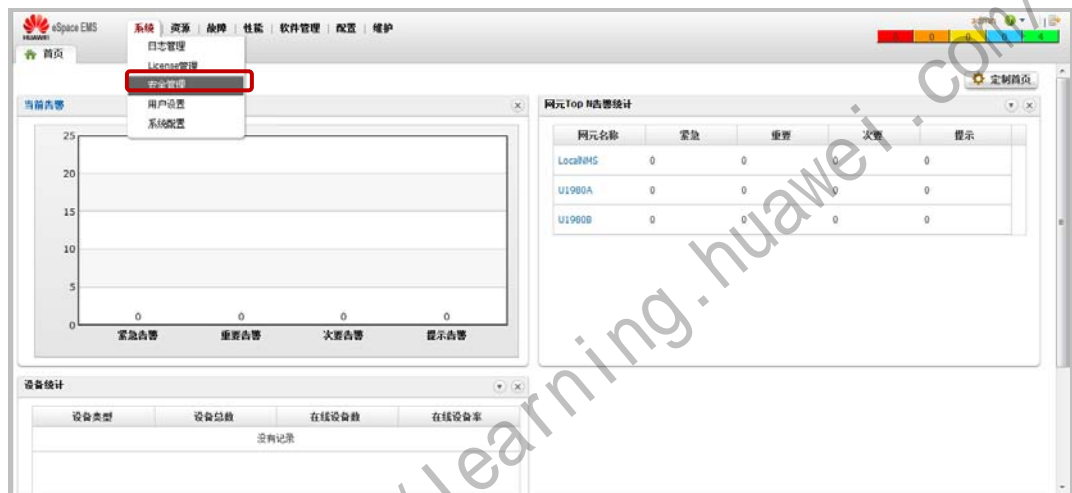 HUAWEI
eSpace EMS
系统 | 资源 | 故障 | 性能 | 软件管理 | 配置 | 维护
admin
0 0 0 4
首页
日志管理
License管理
安全管理
用户设置
系统配置
定制首页
当前告警
25
20
15
10
5
0
0 0 0 0
紧急告警 重要告警 次要告警 提示告警
网元Top N告警统计
网元名称 紧急 重要 次要 提示
LocalNMS 0 0 0 0
U1980A 0 0 0 0
U1980B 0 0 0 0
设备统计
设备类型 设备总数 在线设备数 在线设备率
没有记录
/learning.huawei.com/